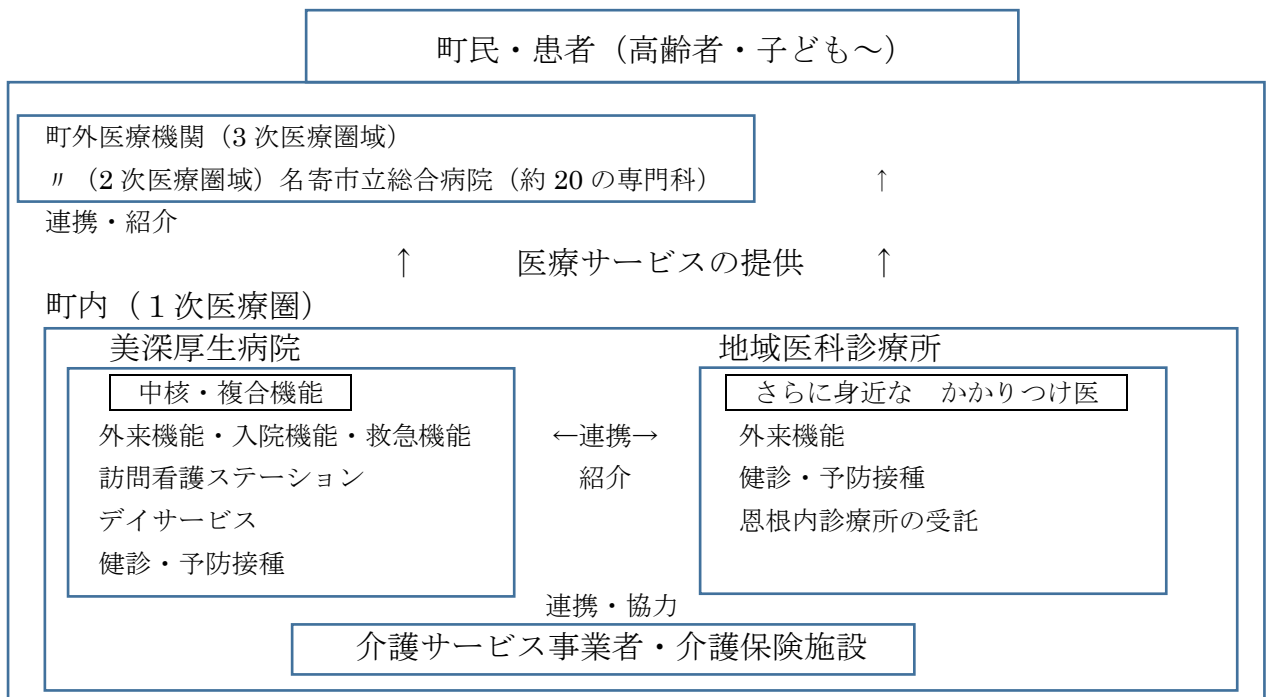 町民・患者（高齢者・子ども～）
町外医療機関（3 次医療圏域）
〃（2 次医療圏域）名寄市立総合病院（約 20 の専門科） ↑
連携・紹介
↑ 医療サービスの提供 ↑
町内（１次医療圏）
美深厚生病院 地域医科診療所
中核・複合機能 さらに身近な　かかりつけ医
外来機能・入院機能・救急機能 ←連携→ 外来機能
訪問看護ステーション 紹介 健診・予防接種
デイサービス 恩根内診療所の受託
健診・予防接種
連携・協力
介護サービス事業者・介護保険施設